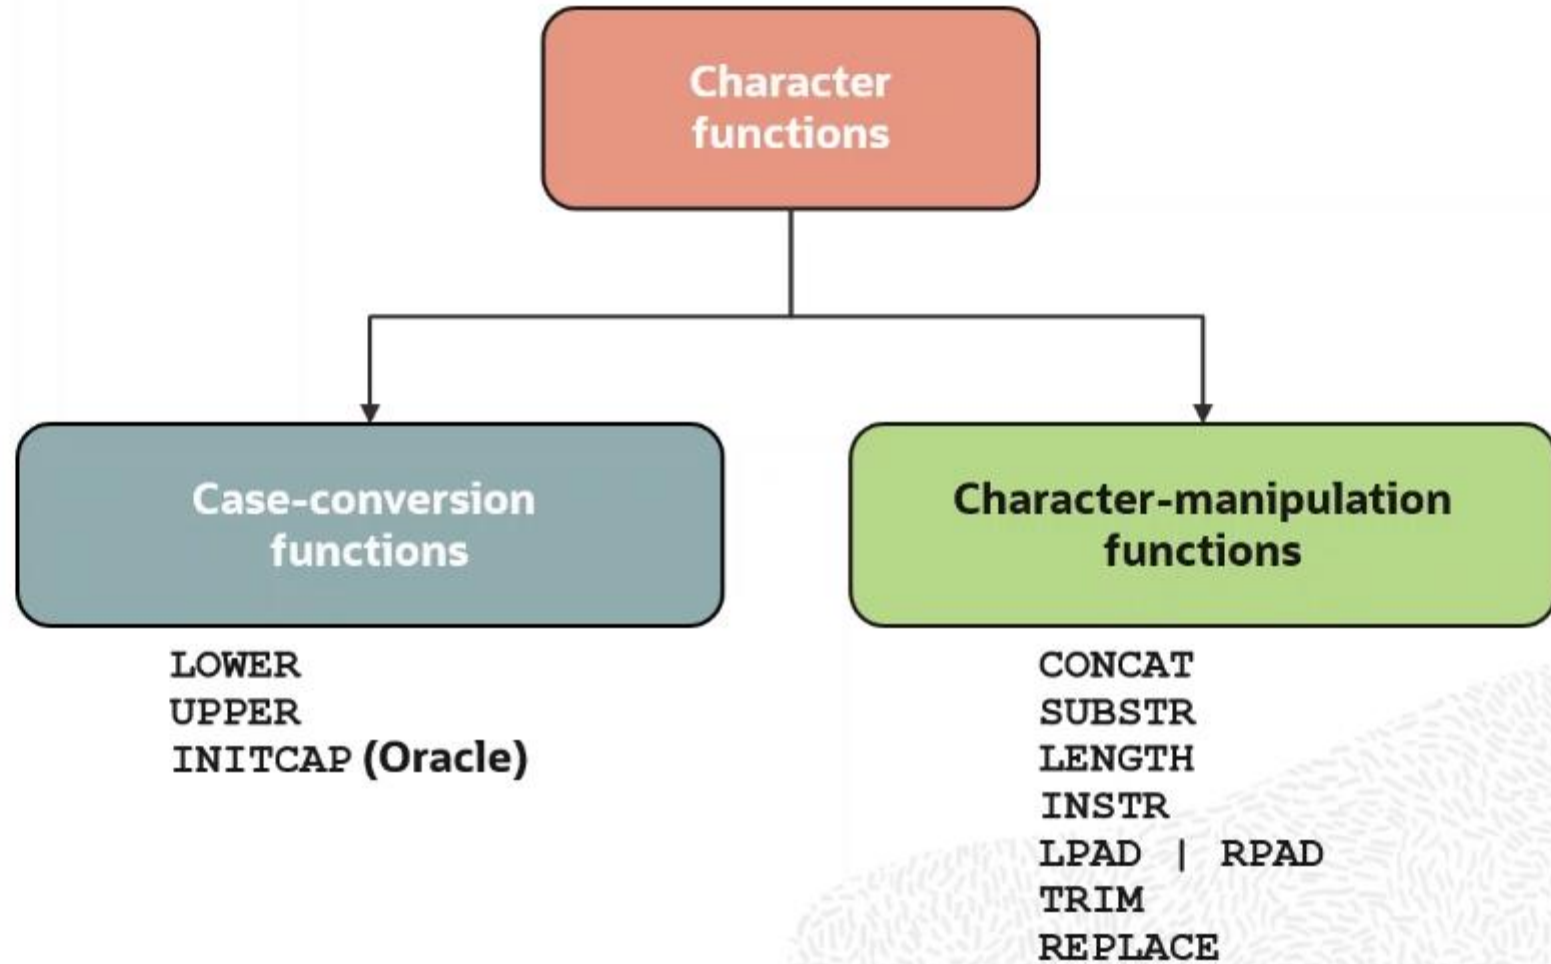 Character
functions
Case-conversion
functions
LOWER
UPPER
INITCAP (Oracle)
Character-manipulation
functions
CONCAT
SUBSTR
LENGTH
INSTR
LPAD | RPAD
TRIM
REPLACE